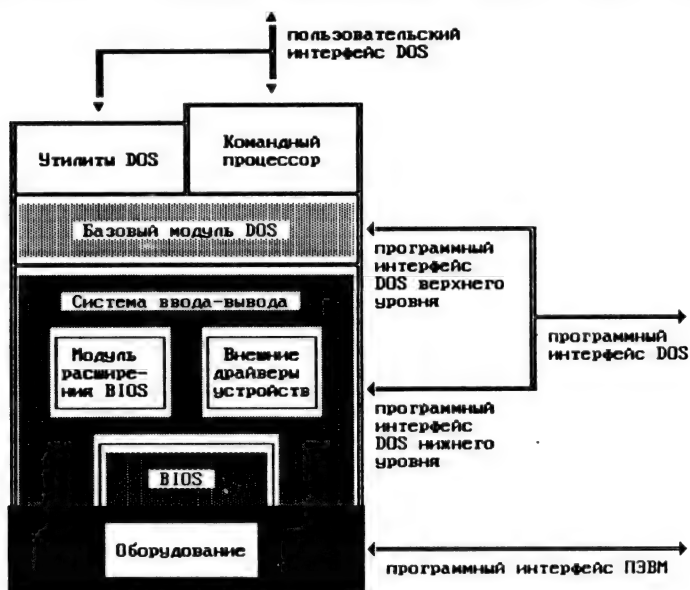 пользовательский
интерфейс DOS
Утилиты DOS
Командный
процессор
Базовый модуль DOS
программный
интерфейс
DOS верхнего
уровня
Система ввода-вывода
программный
интерфейс DOS
Модуль
расшире-
ния BIOS
Внешние
драйверы
устройств
программный
интерфейс
DOS нижнего
уровня
BIOS
Оборудование
программный интерфейс ПЭВМ